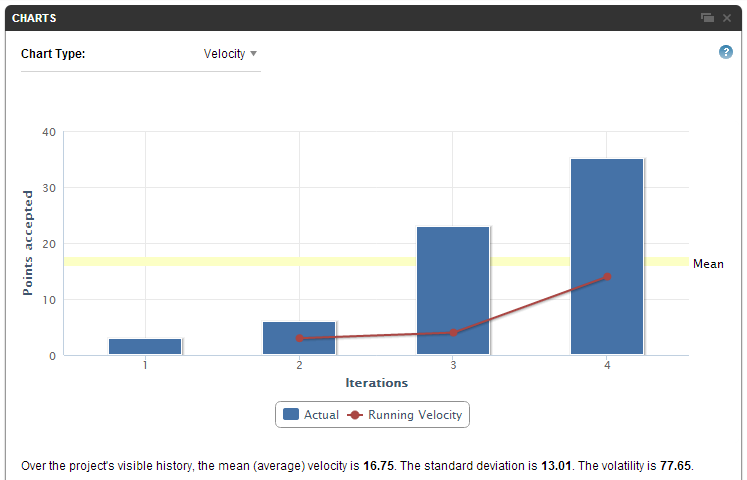 CHARTS
Chart Type: Velocity
40
30
20
10
0
Points accepted
Mean
1 2 3 4
Iterations
Actual Running Velocity
Over the project's visible history, the mean (average) velocity is 16.75. The standard deviation is 13.01. The volatility is 77.65.